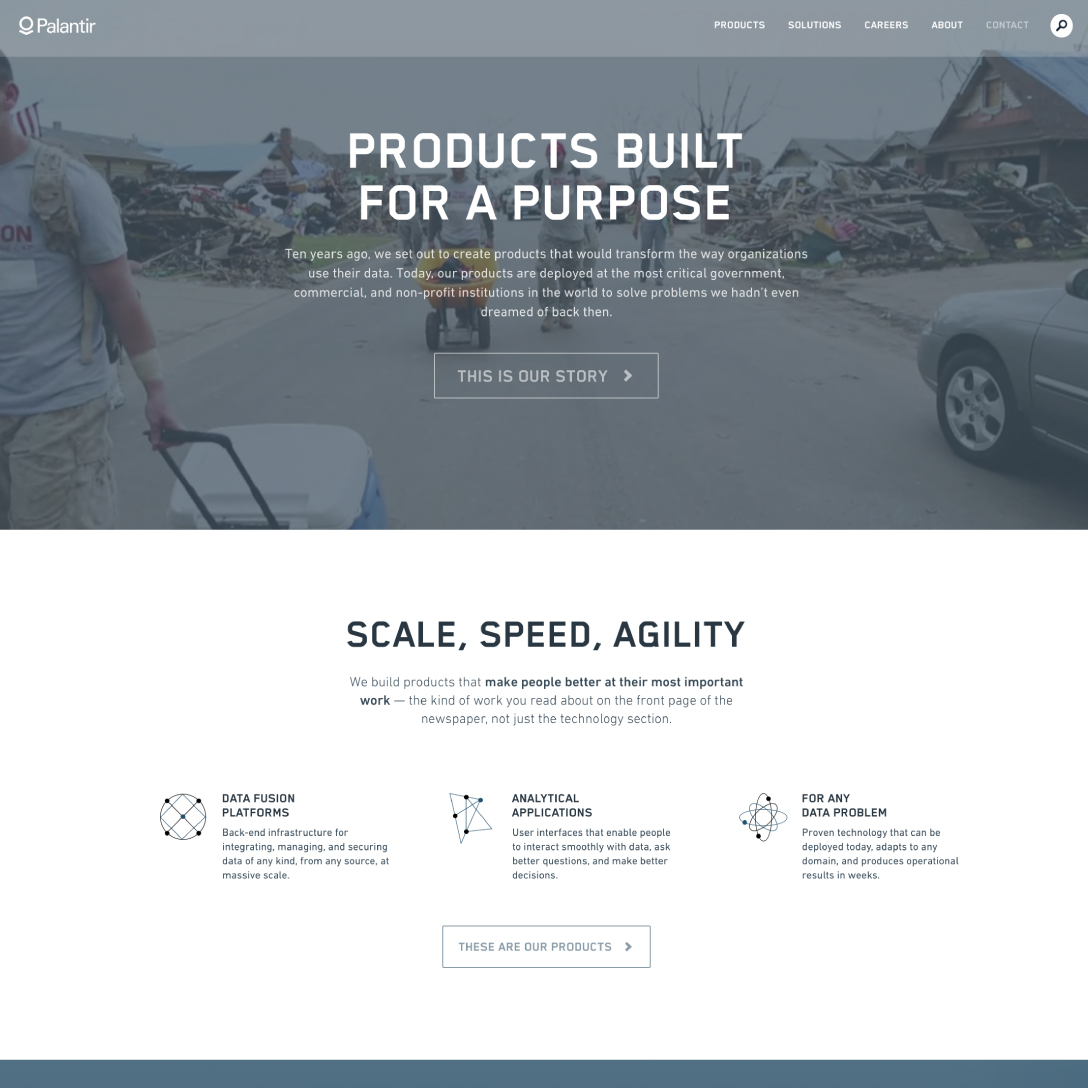 Palantir
PRODUCTS SOLUTIONS CAREERS ABOUT CONTACT
ON
PRODUCTS BUILT
FOR A PURPOSE
Ten years ago, we set out to create products that would transform the way organizations
use their data. Today, our products are deployed at the most critical government,
commercial, and non-profit institutions in the world to solve problems we hadn't even
dreamed of back then.
THIS IS OUR STORY
SCALE, SPEED, AGILITY
We build products that make people better at their most important
work — the kind of work you read about on the front page of the
newspaper, not just the technology section.
DATA FUSION
PLATFORMS
Back-end infrastructure for
integrating, managing, and securing
data of any kind, from any source, at
massive scale.
ANALYTICAL
APPLICATIONS
User interfaces that enable people
to interact smoothly with data, ask
better questions, and make better
decisions.
FOR ANY
DATA PROBLEM
Proven technology that can be
deployed today, adapts to any
domain, and produces operational
results in weeks.
THESE ARE OUR PRODUCTS